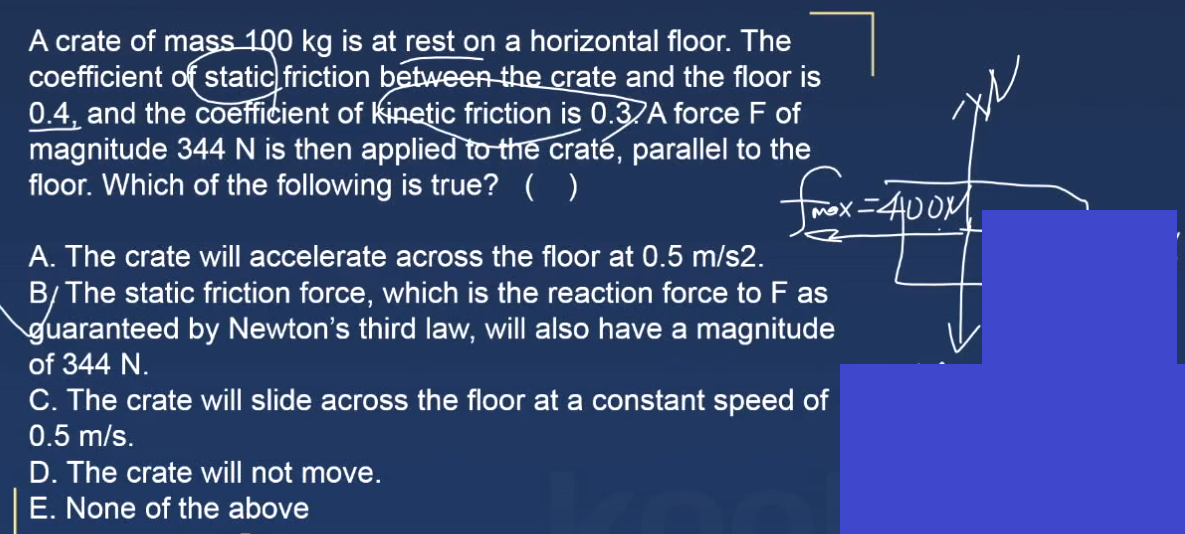 A crate of mass 100 kg is at rest on a horizontal floor. The
coefficient of static friction between the crate and the floor is
0.4, and the coefficient of kinetic friction is 0.3. A force F of
magnitude 344 N is then applied to the crate, parallel to the
floor. Which of the following is true? ( )
N
fmax=400N
A. The crate will accelerate across the floor at 0.5 m/s2.
B. The static friction force, which is the reaction force to F as
guaranteed by Newton's third law, will also have a magnitude
of 344 N.
C. The crate will slide across the floor at a constant speed of
0.5 m/s.
D. The crate will not move.
E. None of the above